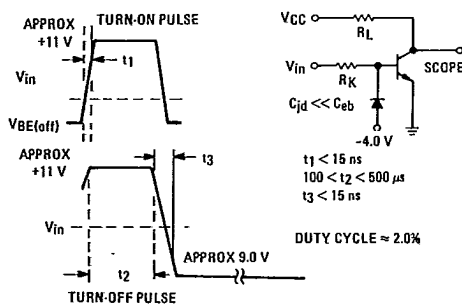 TURN-ON PULSE
APPROX
+11 V
t1
Vin
VBE(off)
APPROX
+11 V
t3
Vin
APPROX 9.0 V
t2
TURN-OFF PULSE
VCC
RL
Vin
RK
SCOPE
Cjd << Ceb
-4.0 V
t1 < 15 ns
100 < t2 < 500 μs
t3 < 15 ns
DUTY CYCLE ≈ 2.0%